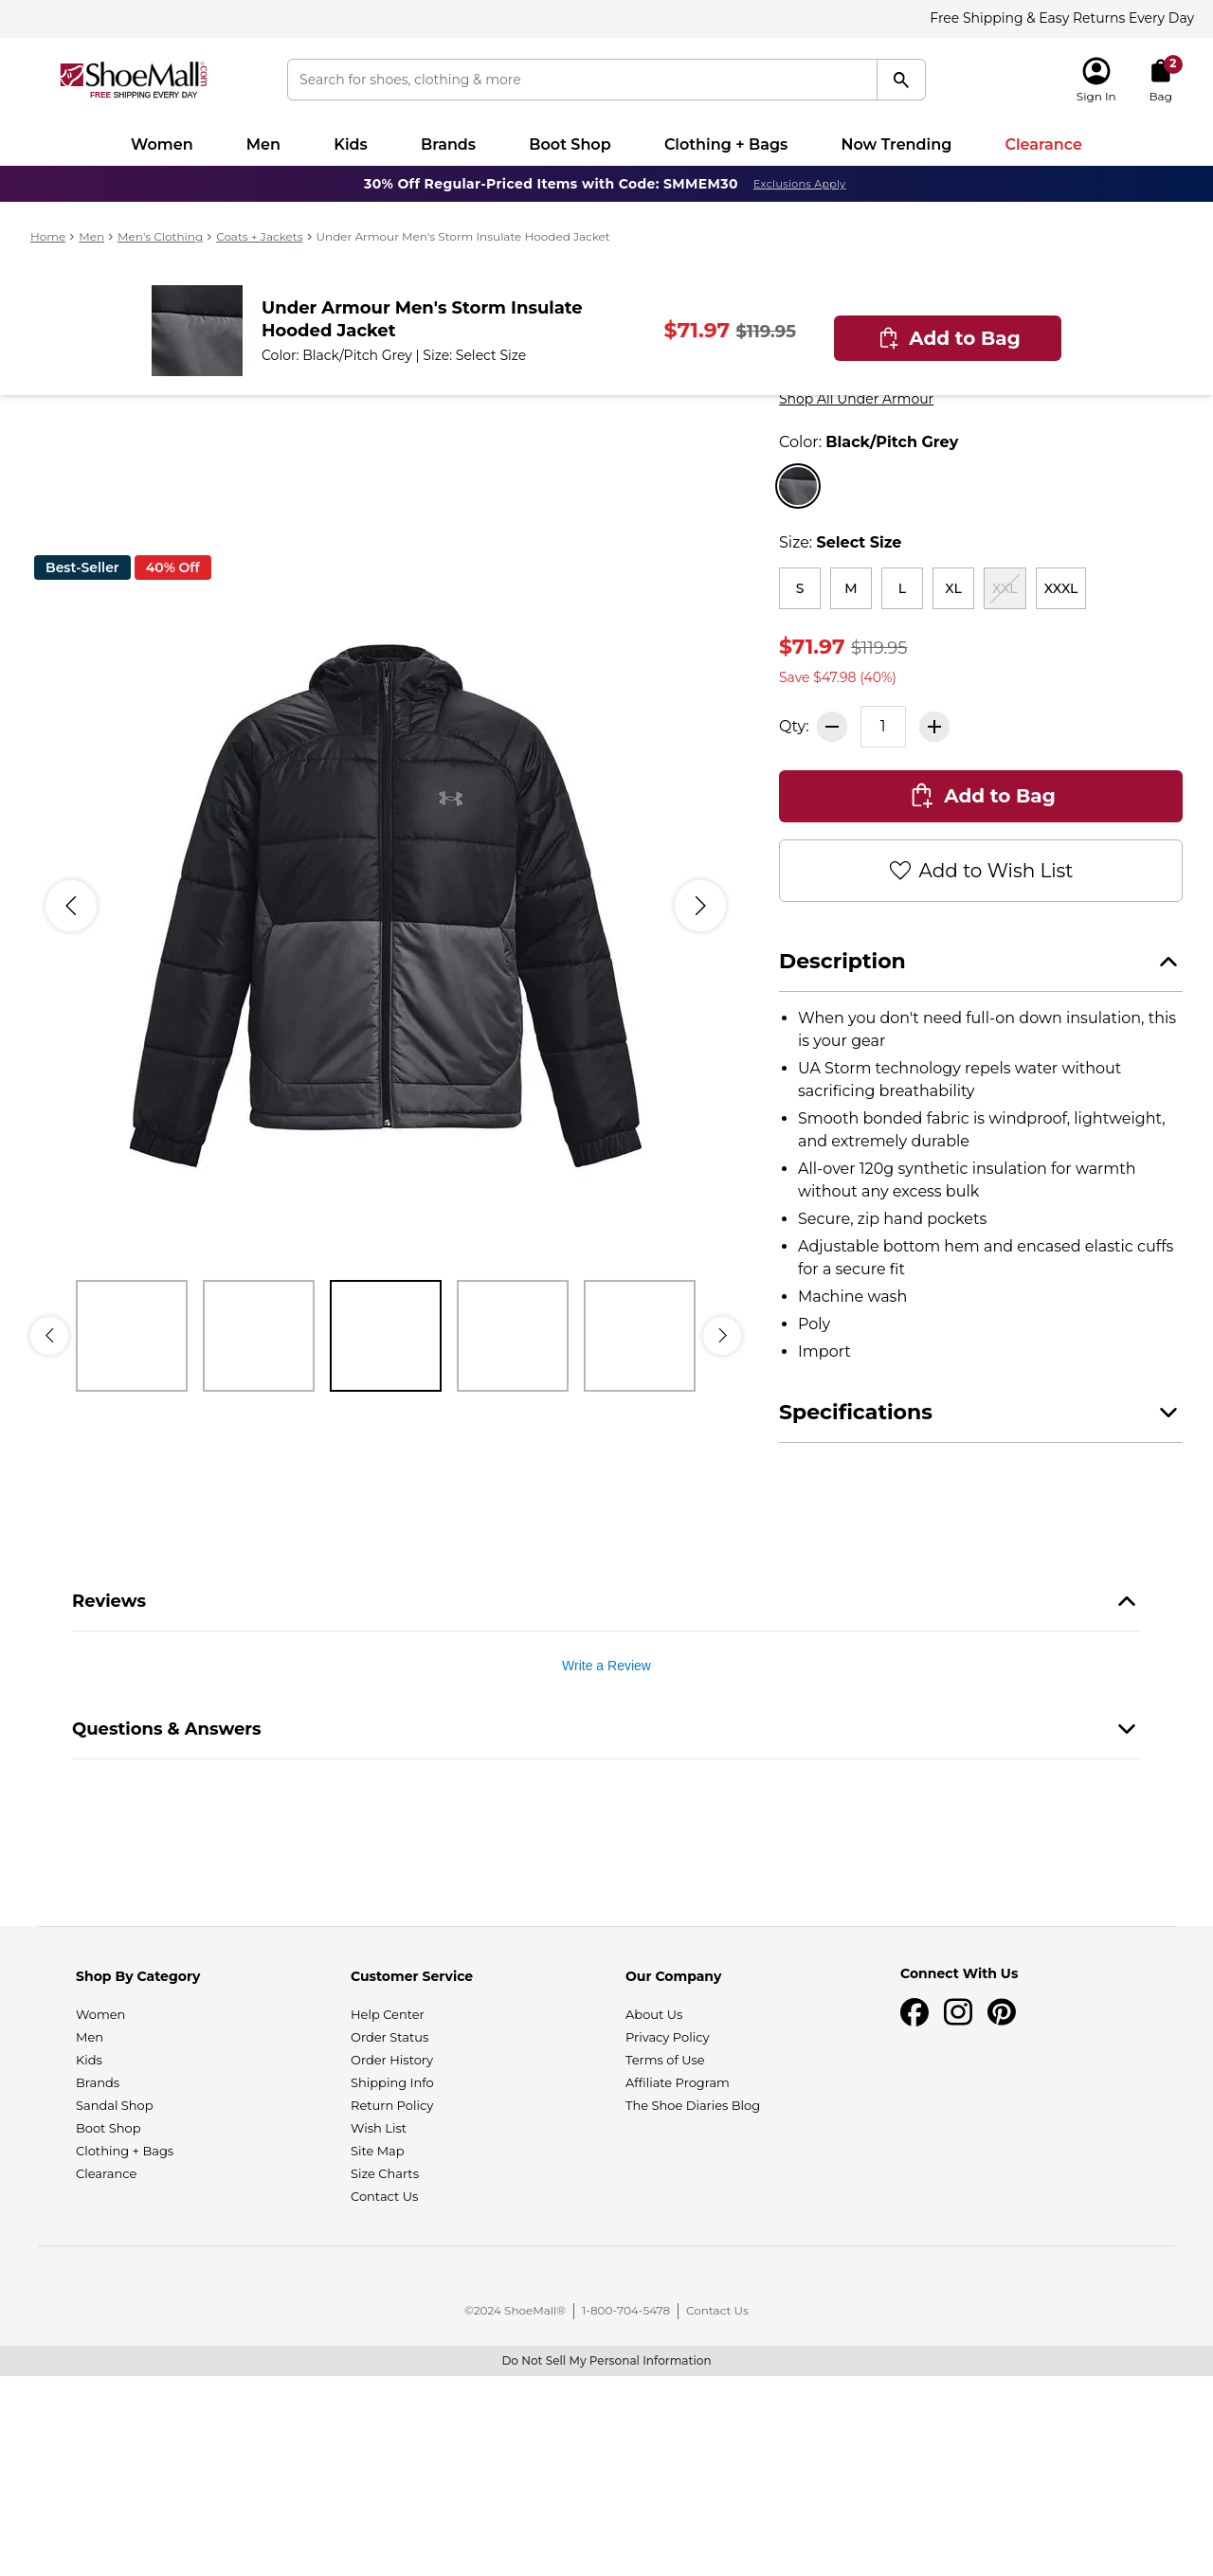 Free Shipping & Easy Returns Every Day
ShoeMall.com
FREE SHIPPING EVERY DAY
Search for shoes, clothing & more
Sign In
2
Bag
Women Men Kids Brands Boot Shop Clothing + Bags Now Trending Clearance
30% Off Regular-Priced Items with Code: SMMEM30 Exclusions Apply
Home > Men > Men's Clothing > Coats + Jackets > Under Armour Men's Storm Insulate Hooded Jacket
Under Armour Men's Storm Insulate
Hooded Jacket
Color: Black/Pitch Grey | Size: Select Size
$71.97 $119.95
Add to Bag
Shop All Under Armour
Color: Black/Pitch Grey
Size: Select Size
S M L XL XXL XXXL
$71.97 $119.95
Save $47.98 (40%)
Qty: 1
Add to Bag
Add to Wish List
Best-Seller 40% Off
Description
• When you don't need full-on down insulation, this
is your gear
• UA Storm technology repels water without
sacrificing breathability
• Smooth bonded fabric is windproof, lightweight,
and extremely durable
• All-over 120g synthetic insulation for warmth
without any excess bulk
• Secure, zip hand pockets
• Adjustable bottom hem and encased elastic cuffs
for a secure fit
• Machine wash
• Poly
• Import
Specifications
Reviews
Write a Review
Questions & Answers
Shop By Category
Women
Men
Kids
Brands
Sandal Shop
Boot Shop
Clothing + Bags
Clearance
Customer Service
Help Center
Order Status
Order History
Shipping Info
Return Policy
Wish List
Site Map
Size Charts
Contact Us
Our Company
About Us
Privacy Policy
Terms of Use
Affiliate Program
The Shoe Diaries Blog
Connect With Us
©2024 ShoeMall® | 1-800-704-5478 | Contact Us
Do Not Sell My Personal Information